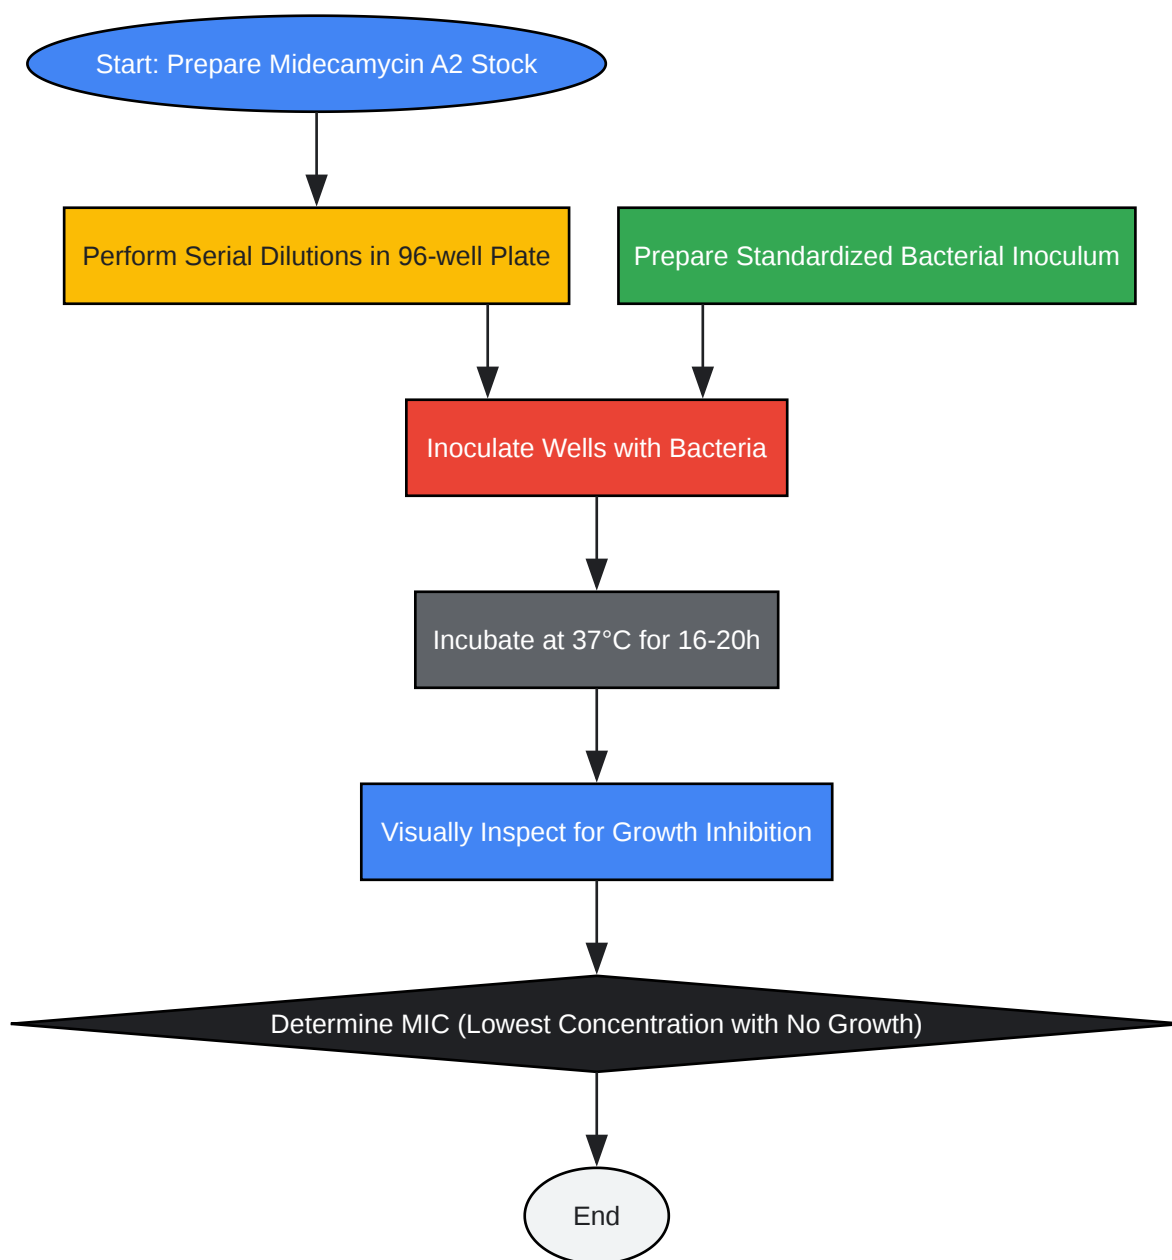 Start: Prepare Midecamycin A2 Stock
Perform Serial Dilutions in 96-well Plate
Prepare Standardized Bacterial Inoculum
Inoculate Wells with Bacteria
Incubate at 37°C for 16-20h
Visually Inspect for Growth Inhibition
Determine MIC (Lowest Concentration with No Growth)
End